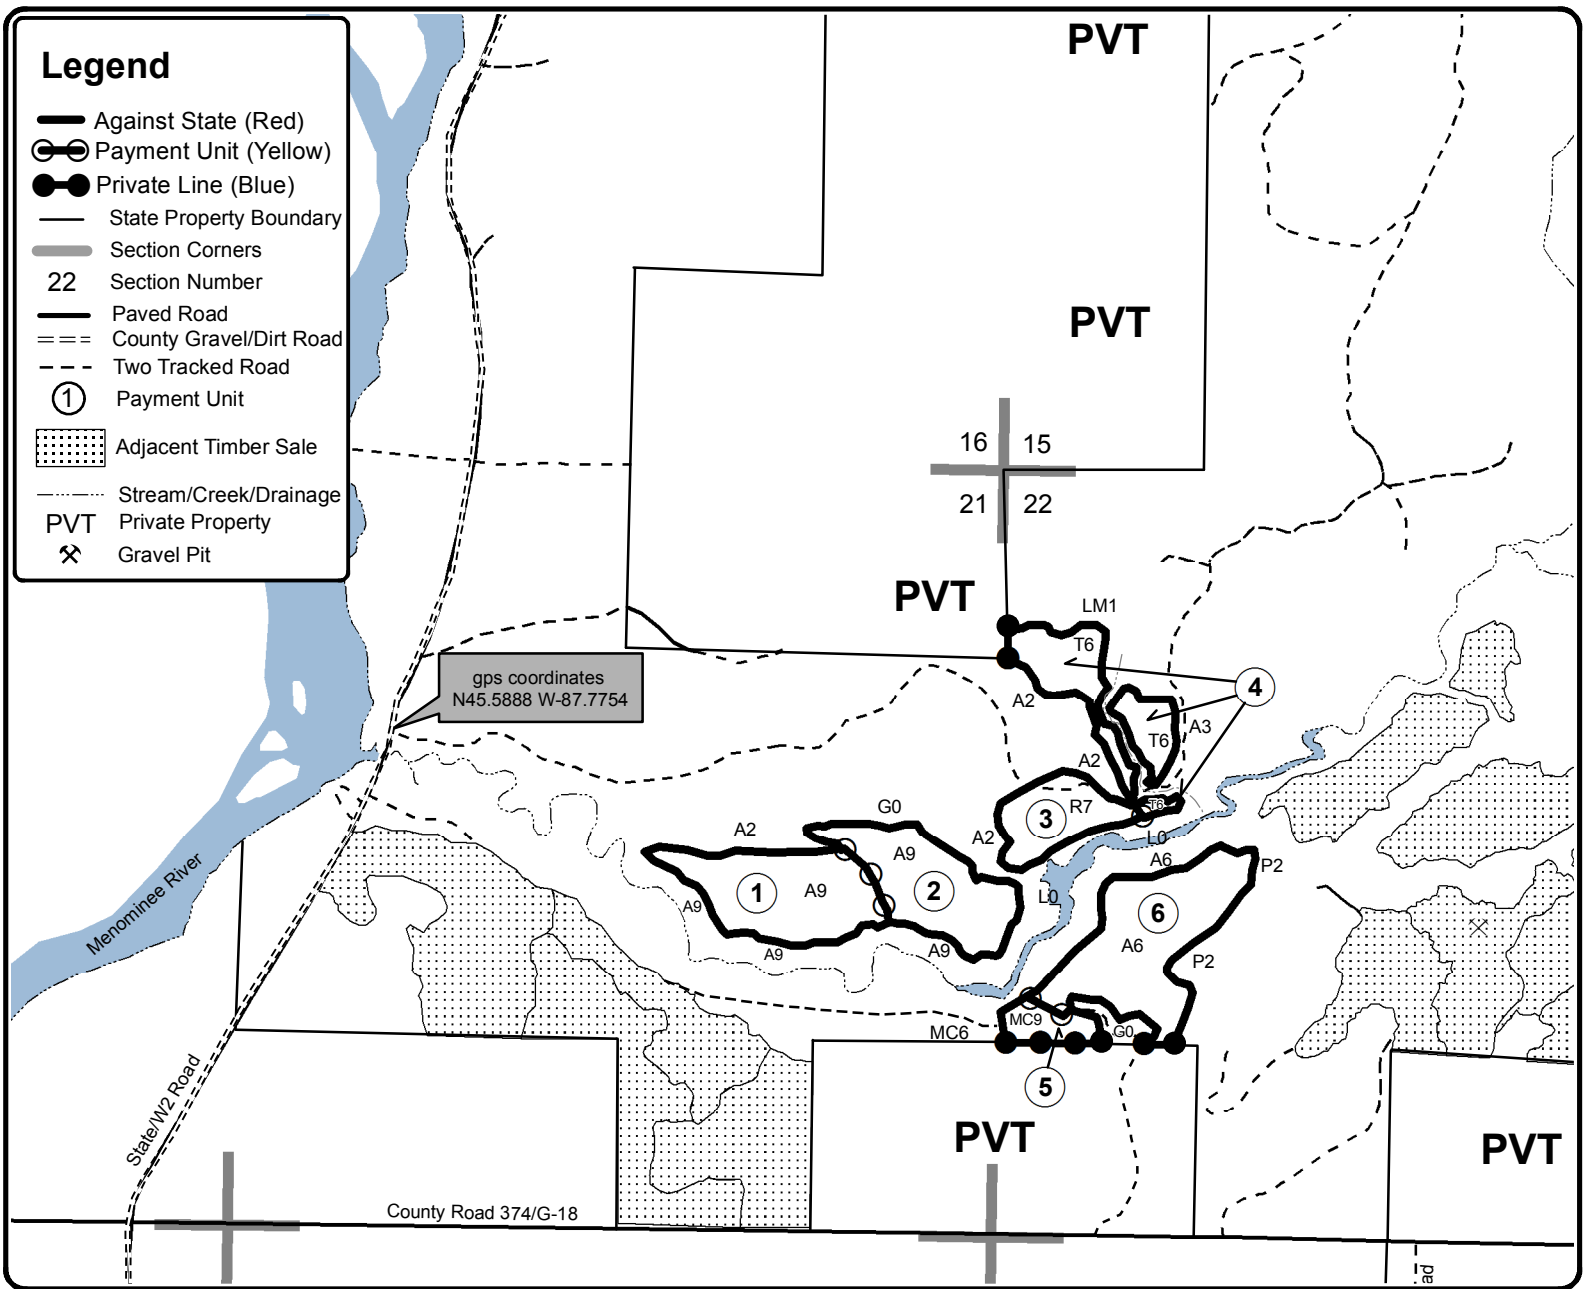 Legend
Against State (Red)
Payment Unit (Yellow)
Private Line (Blue)
State Property Boundary
Section Corners
22 Section Number
Paved Road
County Gravel/Dirt Road
Two Tracked Road
1 Payment Unit
Adjacent Timber Sale
Stream/Creek/Drainage
PVT Private Property
Gravel Pit
PVT
PVT
16 15
21 22
PVT
LM1
T6
4
gps coordinates
N45.5888 W-87.7754
A2
A3
T6
A2
R7
T6
3
G0
A2
A2
L0
A9
A6
P2
1
A9
2
L0
A9
6
A6
A9
A9
P2
Menominee River
MC9
MC6
G0
5
State/W2 Road
PVT
PVT
County Road 374/G-18
ad